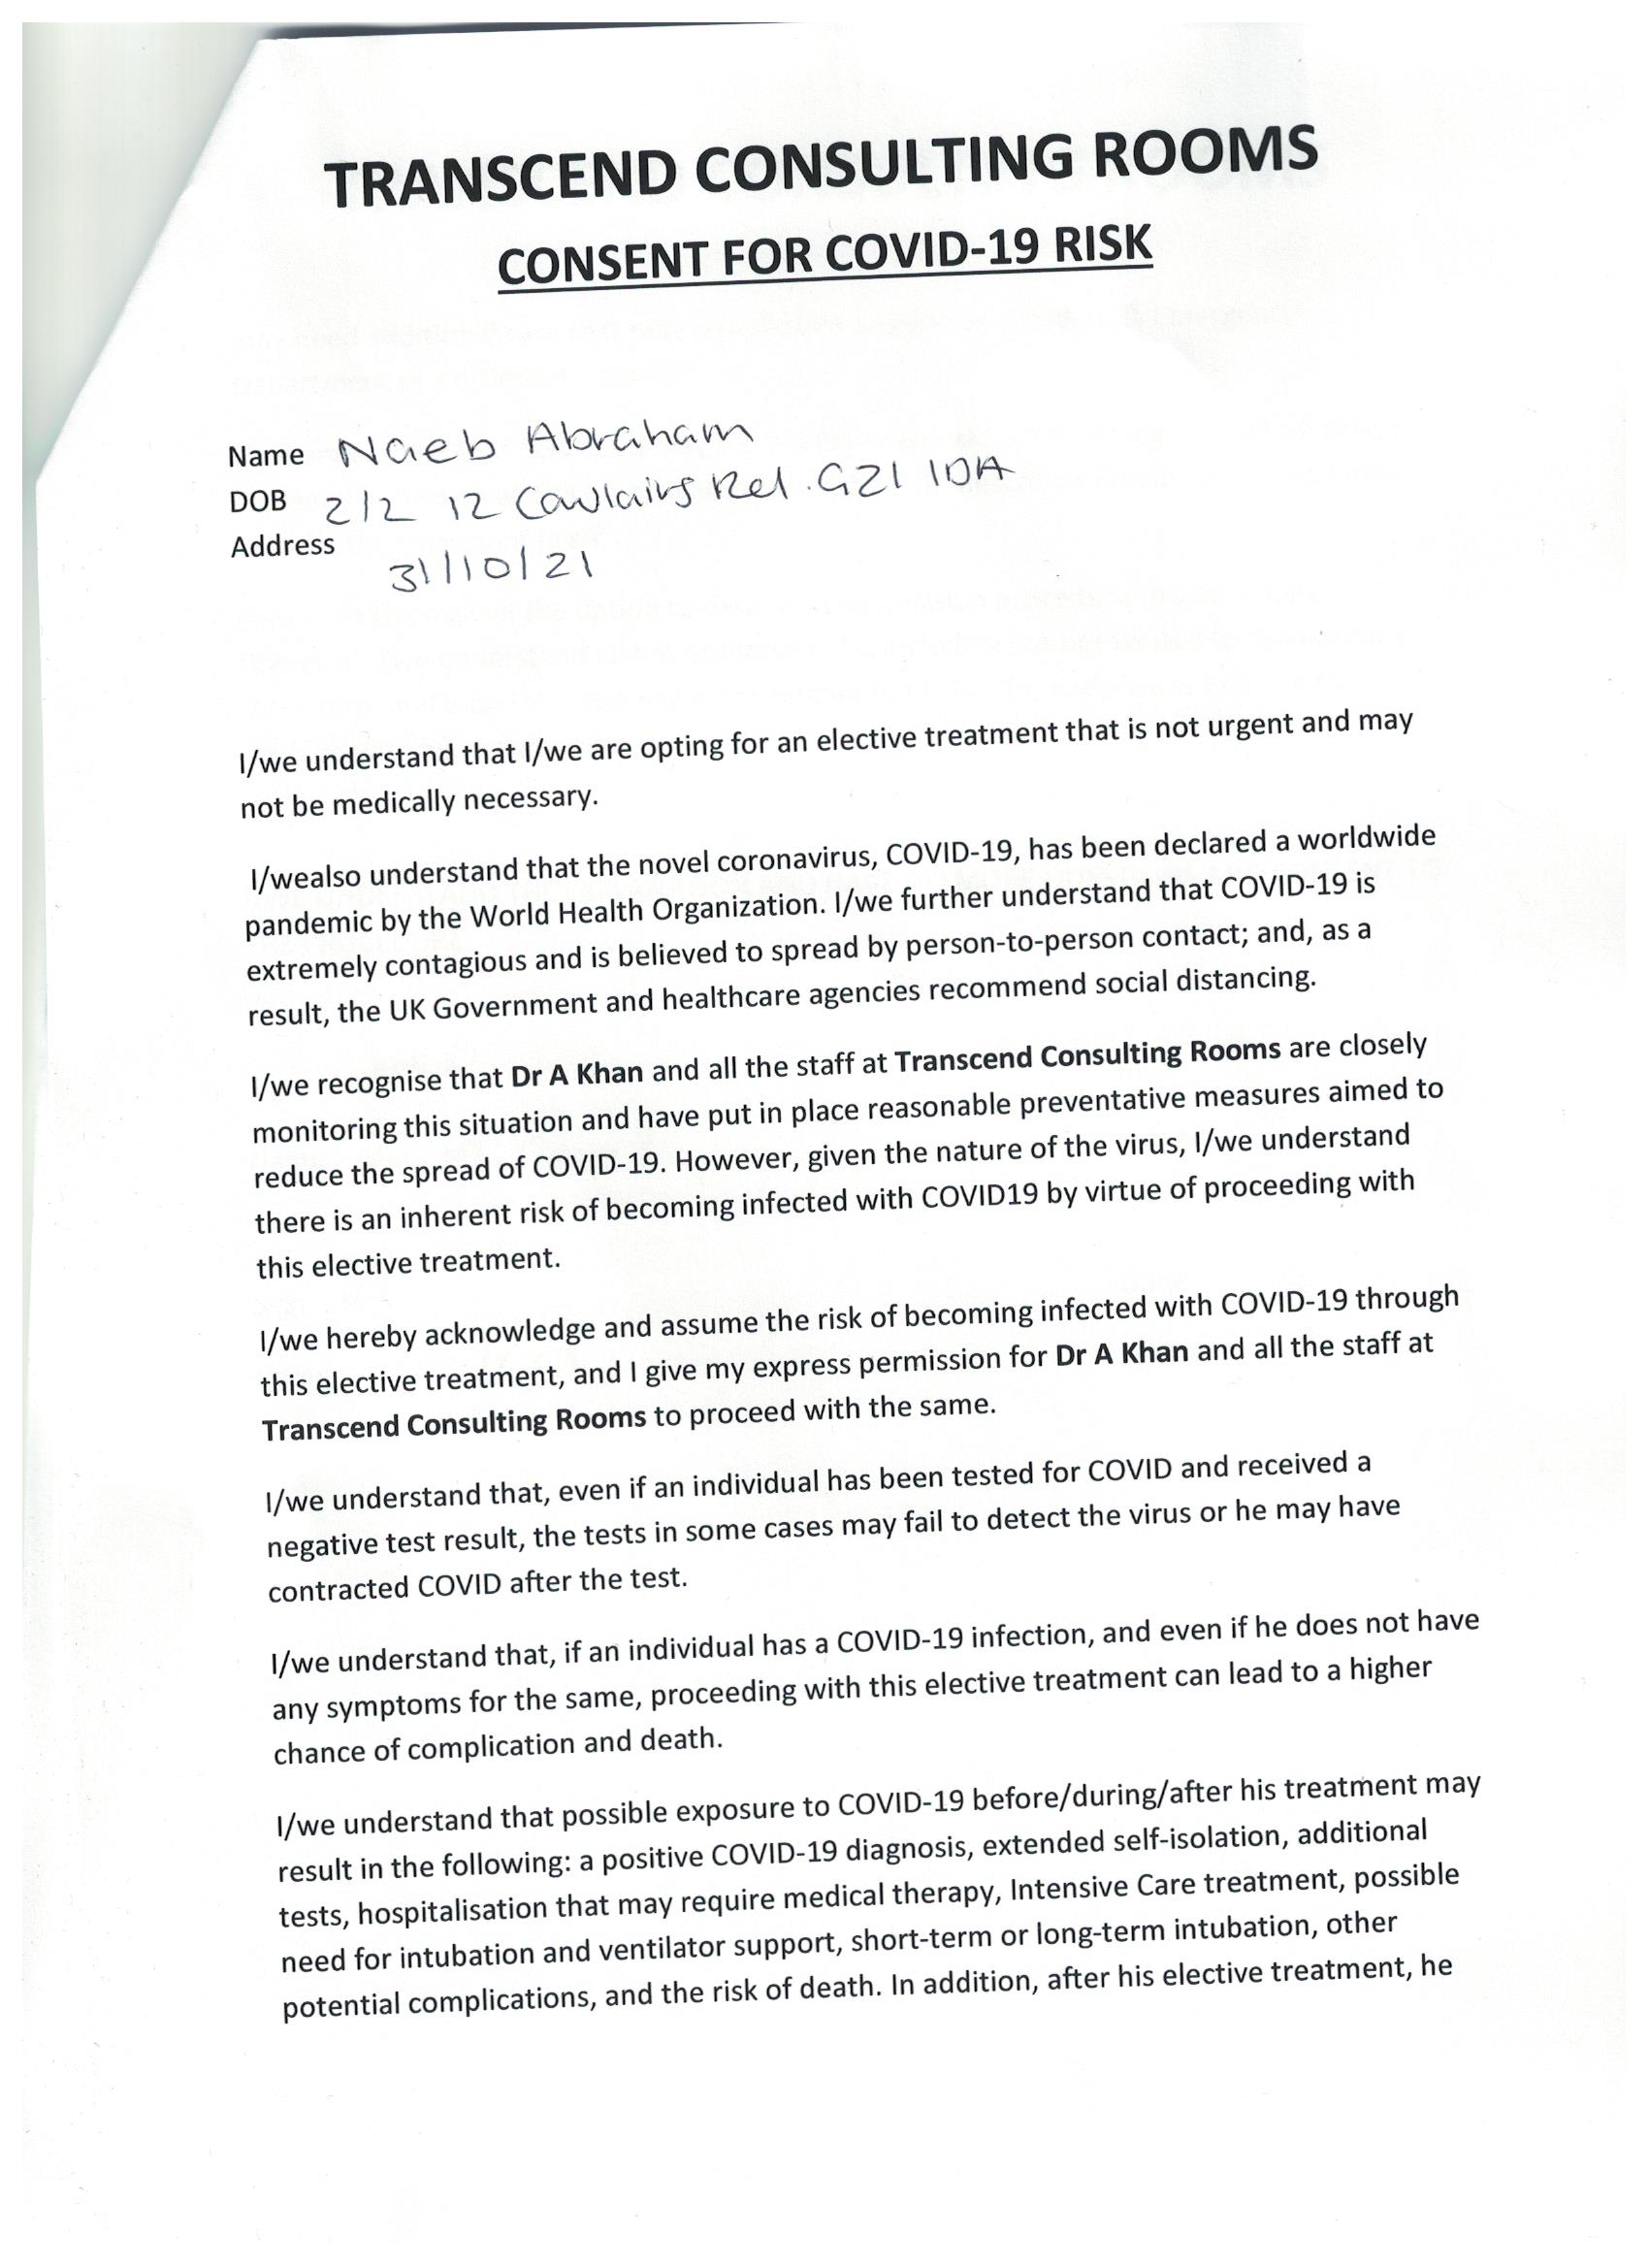 TRANSCEND CONSULTING ROOMS
CONSENT FOR COVID-19 RISK
Name Naeb Abraham
DOB 2/2 12 Cowlairs Rd. G21 1DA
Address
31/10/21
I/we understand that I/we are opting for an elective treatment that is not urgent and may
not be medically necessary.
I/wealso understand that the novel coronavirus, COVID-19, has been declared a worldwide
pandemic by the World Health Organization. I/we further understand that COVID-19 is
extremely contagious and is believed to spread by person-to-person contact; and, as a
result, the UK Government and healthcare agencies recommend social distancing.
I/we recognise that Dr A Khan and all the staff at Transcend Consulting Rooms are closely
monitoring this situation and have put in place reasonable preventative measures aimed to
reduce the spread of COVID-19. However, given the nature of the virus, I/we understand
there is an inherent risk of becoming infected with COVID19 by virtue of proceeding with
this elective treatment.
I/we hereby acknowledge and assume the risk of becoming infected with COVID-19 through
this elective treatment, and I give my express permission for Dr A Khan and all the staff at
Transcend Consulting Rooms to proceed with the same.
I/we understand that, even if an individual has been tested for COVID and received a
negative test result, the tests in some cases may fail to detect the virus or he may have
contracted COVID after the test.
I/we understand that, if an individual has a COVID-19 infection, and even if he does not have
any symptoms for the same, proceeding with this elective treatment can lead to a higher
chance of complication and death.
I/we understand that possible exposure to COVID-19 before/during/after his treatment may
result in the following: a positive COVID-19 diagnosis, extended self-isolation, additional
tests, hospitalisation that may require medical therapy, Intensive Care treatment, possible
need for intubation and ventilator support, short-term or long-term intubation, other
potential complications, and the risk of death. In addition, after his elective treatment, he